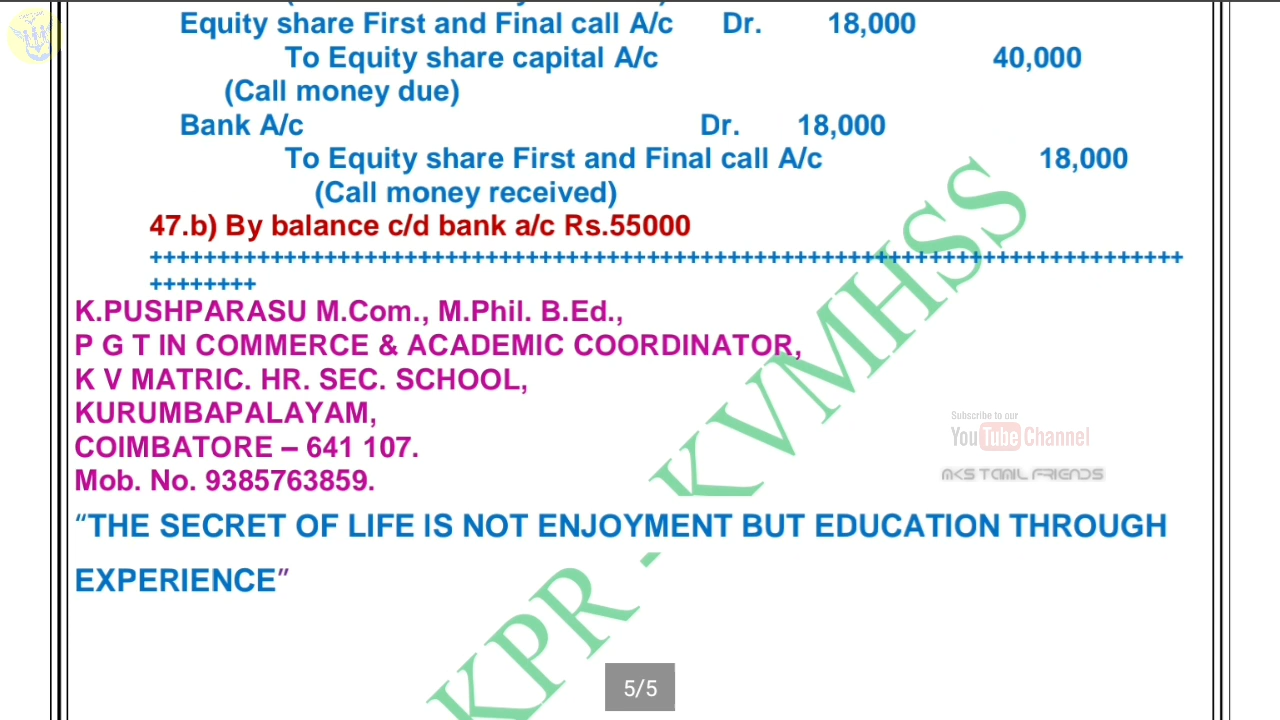 Equity share First and Final call A/c Dr. 18,000
To Equity share capital A/c 40,000
(Call money due)
Bank A/c Dr. 18,000
To Equity share First and Final call A/c 18,000
(Call money received)
47.b) By balance c/d bank a/c Rs.55000
+++++++++++++++++++++++++++++++++++++++++++++++++++++++++++++++++++++++++++++
++++++++
K.PUSHPARASU M.Com., M.Phil. B.Ed.,
P G T IN COMMERCE & ACADEMIC COORDINATOR,
K V MATRIC. HR. SEC. SCHOOL,
KURUMBAPALAYAM,
COIMBATORE – 641 107.
Mob. No. 9385763859.
“THE SECRET OF LIFE IS NOT ENJOYMENT BUT EDUCATION THROUGH
EXPERIENCE”
KPR - KVMHSS
Subscribe to our
YouTube Channel
MKS TAMIL FRIENDS
5/5